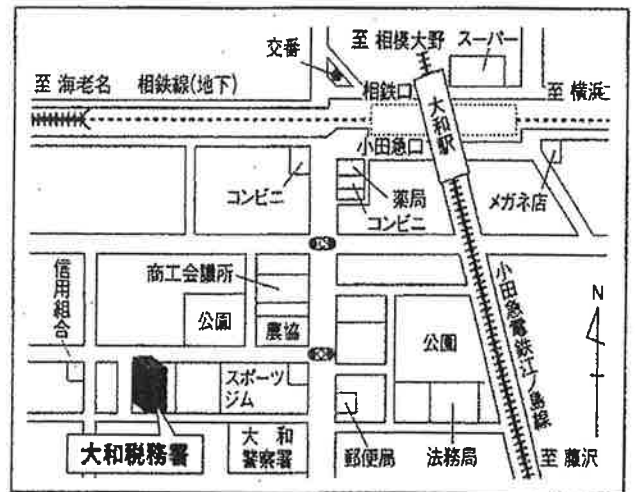 至 相模大野
スーパー
交番
至 海老名
相鉄線(地下)
相鉄口
至 横浜
大和駅
小田急口
コンビニ
薬局
コンビニ
メガネ店
信用組合
商工会議所
公園
農協
小田急電鉄江ノ島線
N
公園
スポーツ
ジム
大和税務署
大和
警察署
郵便局
法務局
至 藤沢